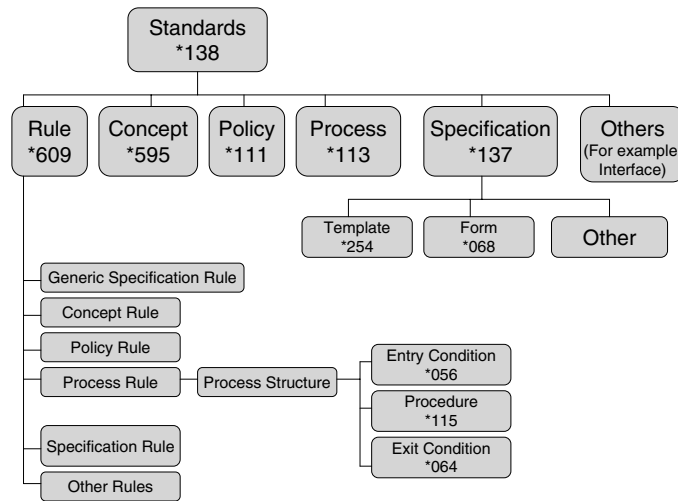 Standards
*138
Rule
*609
Concept
*595
Policy
*111
Process
*113
Specification
*137
Others
(For example
Interface)
Template
*254
Form
*068
Other
Generic Specification Rule
Concept Rule
Policy Rule
Process Rule
Process Structure
Entry Condition
*056
Procedure
*115
Exit Condition
*064
Specification Rule
Other Rules